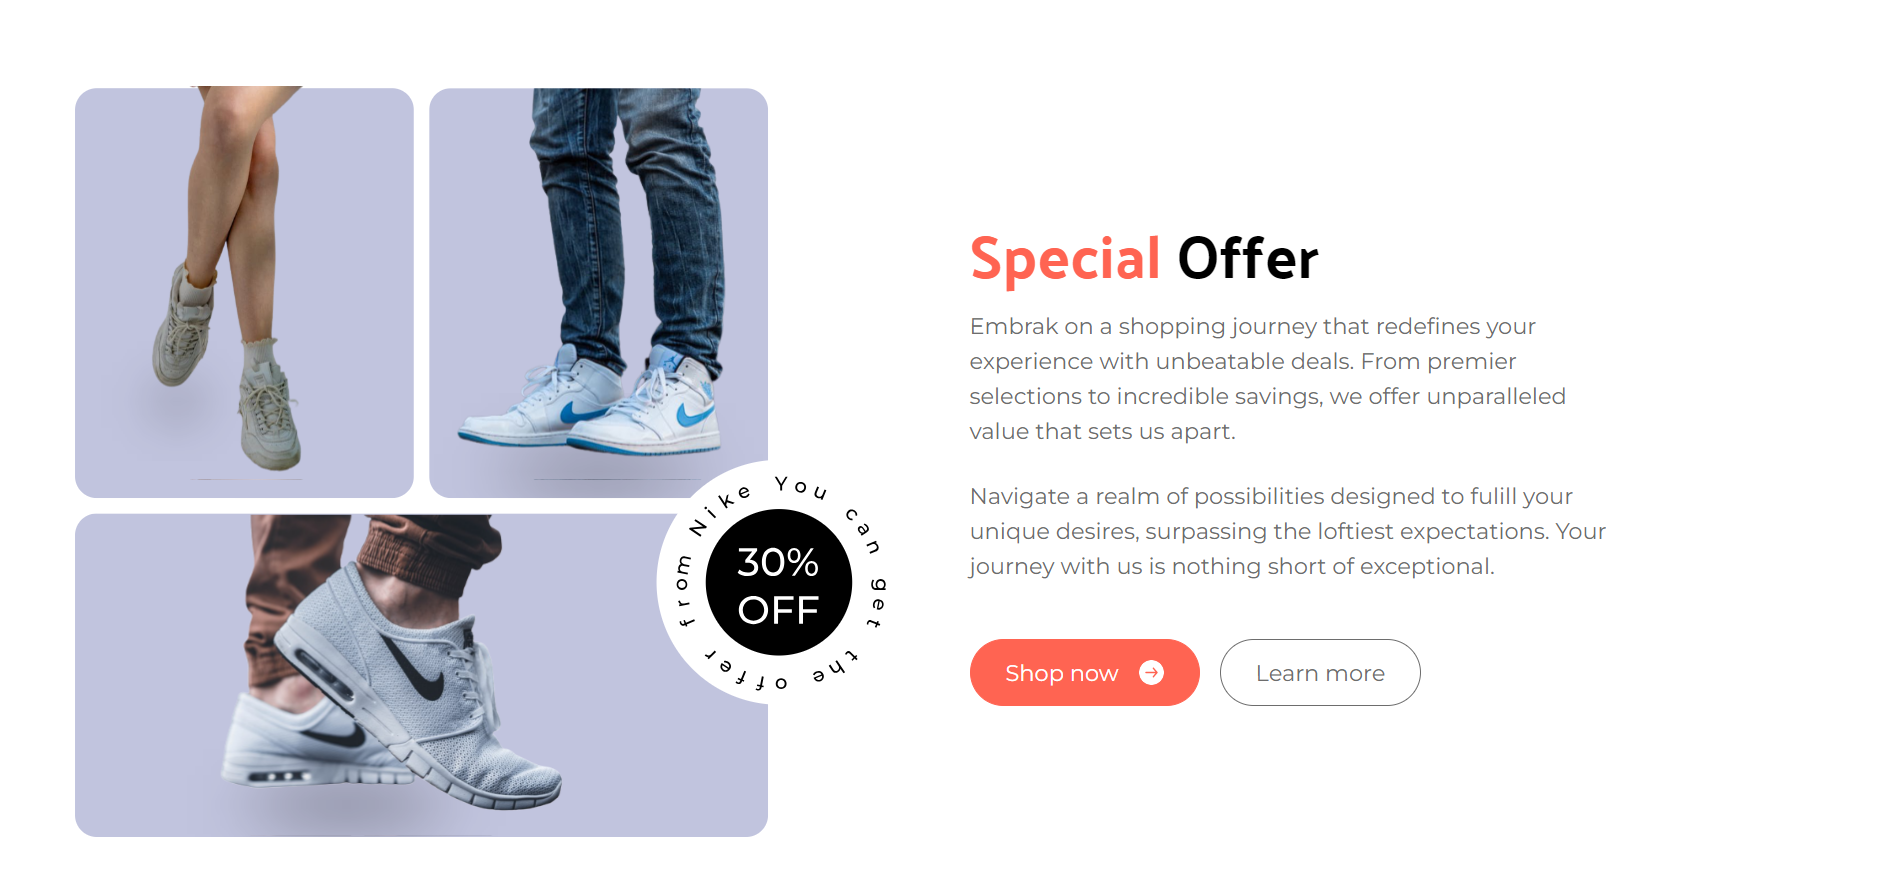 You can get the offer from Nike
30%
OFF
Special Offer
Embrak on a shopping journey that redefines your
experience with unbeatable deals. From premier
selections to incredible savings, we offer unparalleled
value that sets us apart.
Navigate a realm of possibilities designed to fulill your
unique desires, surpassing the loftiest expectations. Your
journey with us is nothing short of exceptional.
Shop now
Learn more